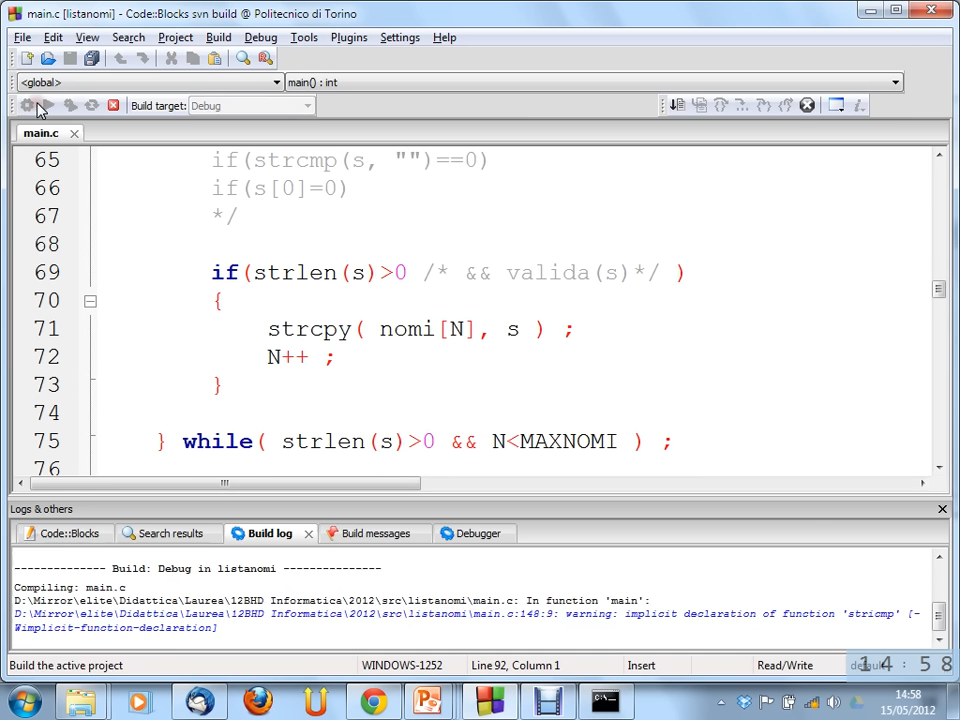 main.c [listanomi] - Code::Blocks svn build @ Politecnico di Torino
File Edit View Search Project Build Debug Tools Plugins Settings Help
<global> main() : int
Build target: Debug
main.c
65 if(strcmp(s, "")==0)
66 if(s[0]=0)
67 */
68
69 if(strlen(s)>0 /* && valida(s)*/ )
70 {
71 strcpy( nomi[N], s ) ;
72 N++ ;
73 }
74
75 } while( strlen(s)>0 && N<MAXNOMI ) ;
76
Logs & others
Code::Blocks Search results Build log Build messages Debugger
-------------- Build: Debug in listanomi ---------------
Compiling: main.c
D:\Mirror\elite\Didattica\Laurea\12BHD Informatica\2012\src\listanomi\main.c: In function 'main':
D:\Mirror\elite\Didattica\Laurea\12BHD Informatica\2012\src\listanomi\main.c:148:9: warning: implicit declaration of function 'stricmp' [-
Wimplicit-function-declaration]
Build the active project WINDOWS-1252 Line 92, Column 1 Insert Read/Write 14:58
14:58
15/05/2012